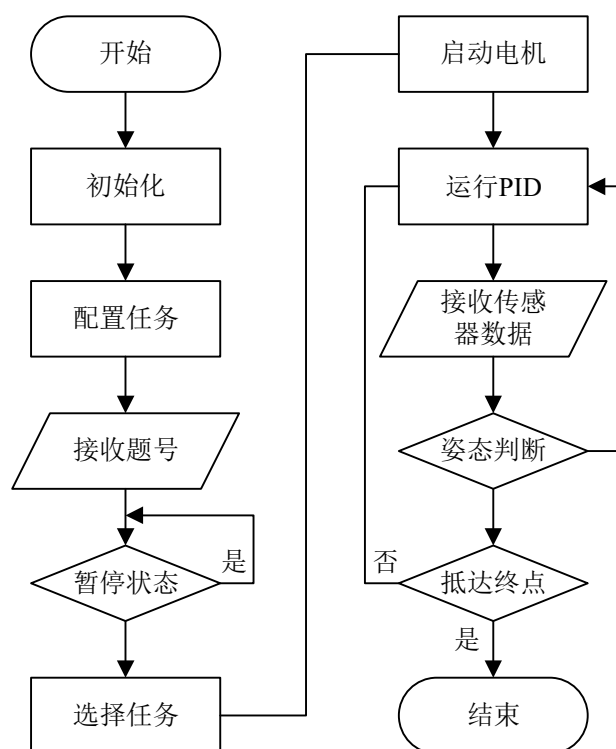 开始
初始化
配置任务
接收题号
是
暂停状态
选择任务
启动电机
运行PID
接收传感
器数据
姿态判断
否
抵达终点
是
结束